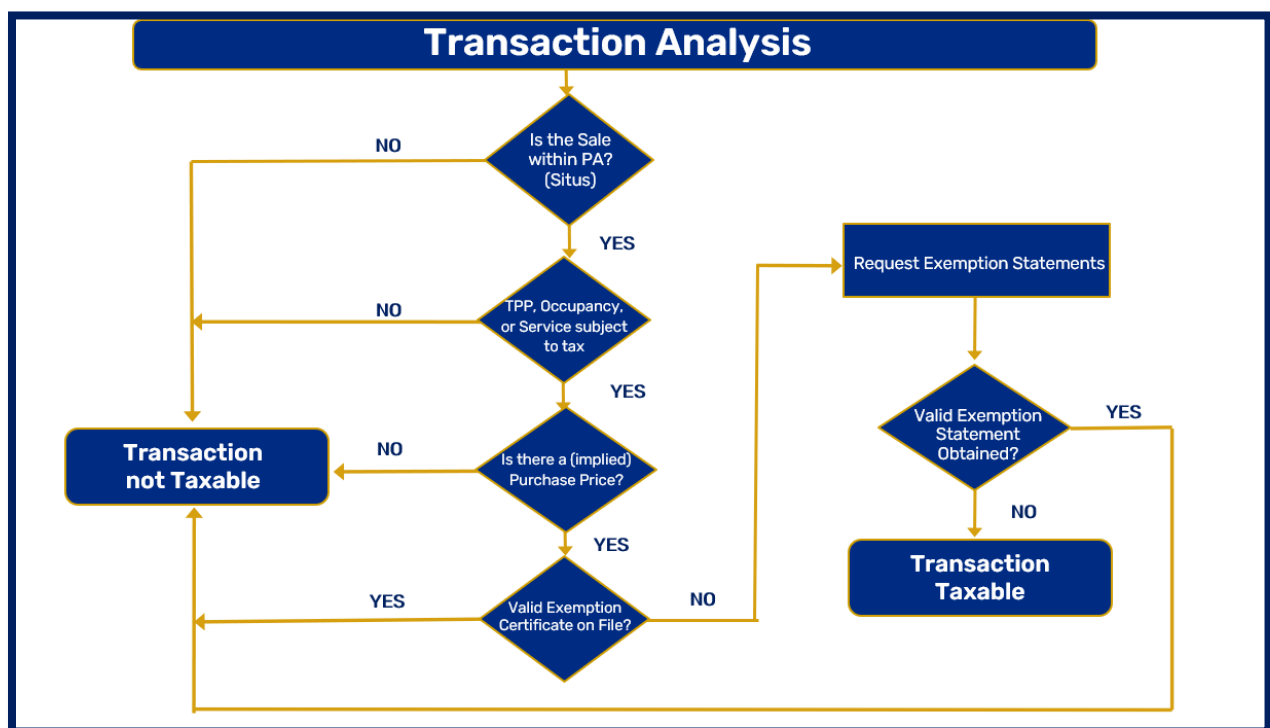 Transaction Analysis
Is the Sale
within PA?
(Situs)
NO
YES
TPP, Occupancy,
or Service subject
to tax
NO
YES
Is there a (implied)
Purchase Price?
NO
YES
Transaction
not Taxable
Valid Exemption
Certificate on File?
YES
NO
Request Exemption Statements
Valid Exemption
Statement
Obtained?
YES
NO
Transaction
Taxable